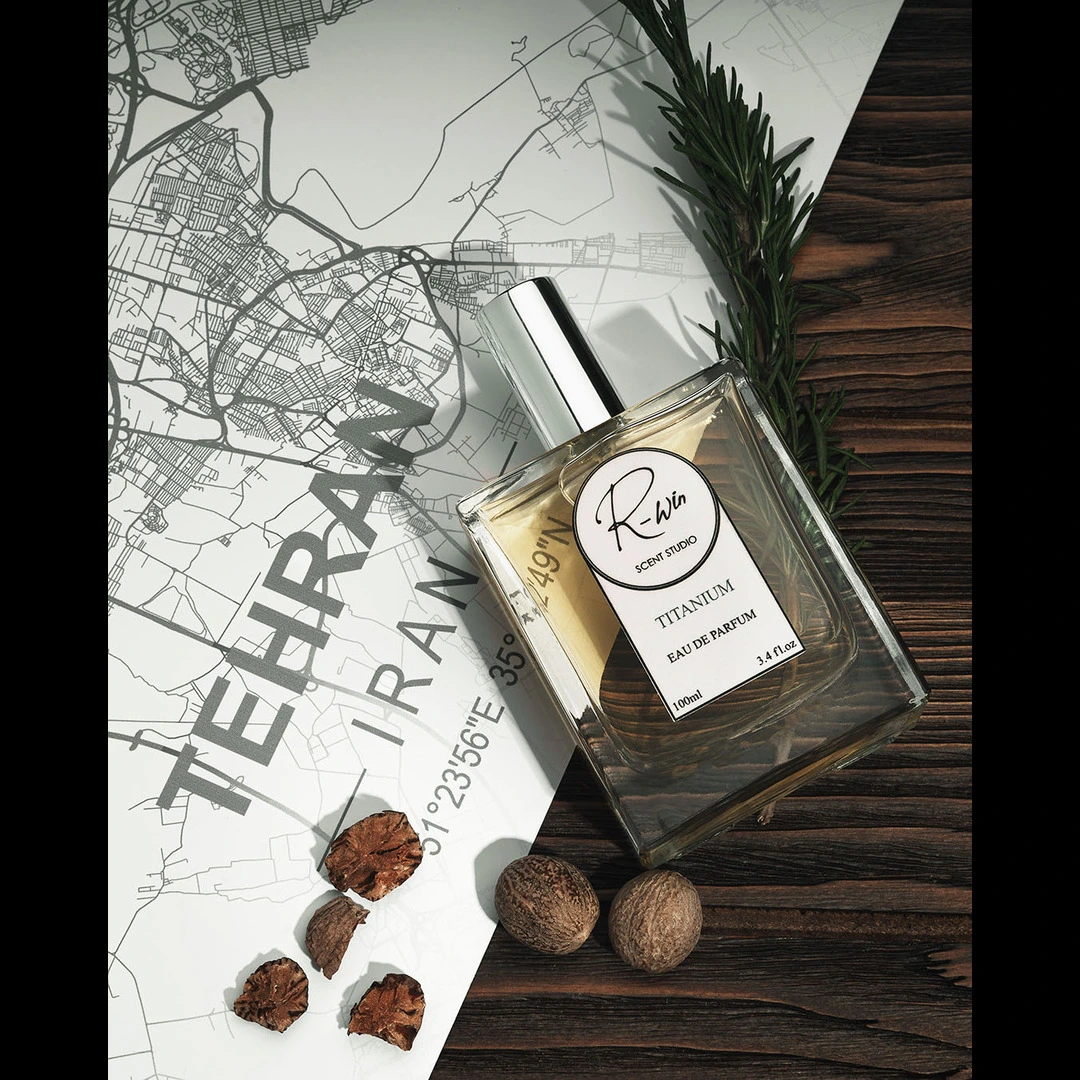 TEHRAN
IRAN
51°23'56"E 35°
49"N
R-win
SCENT STUDIO
TITANIUM
EAU DE PARFUM
100ml 3.4 fl.oz